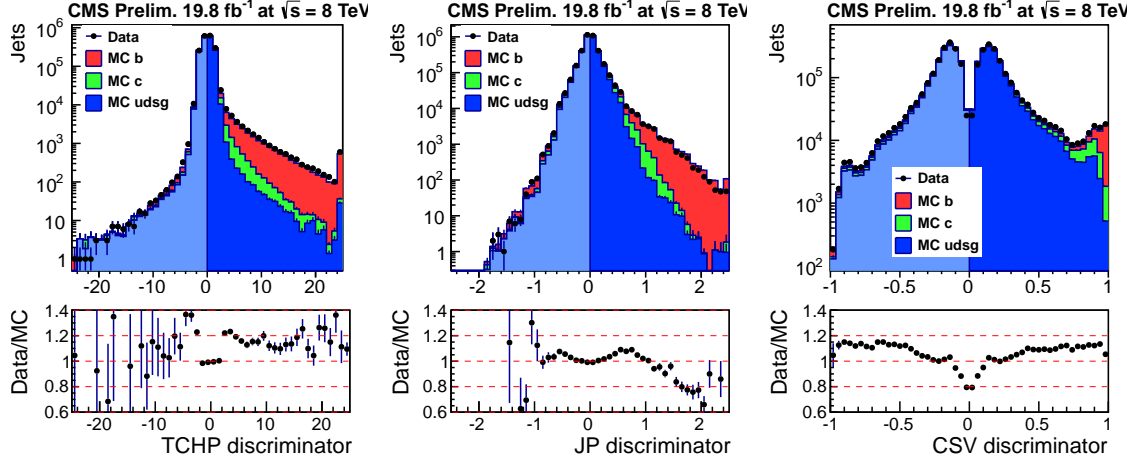 CMS Prelim. 19.8 fb⁻¹ at √s = 8 TeV
Jets
10⁶
10⁵
10⁴
10³
10²
10
1
Data
MC b
MC c
MC udsg
-20 -10 0 10 20
Data/MC
1.4
1.2
1
0.8
0.6
-20 -10 0 10 20
TCHP discriminator
CMS Prelim. 19.8 fb⁻¹ at √s = 8 TeV
Jets
10⁶
10⁵
10⁴
10³
10²
10
1
Data
MC b
MC c
MC udsg
-2 -1 0 1 2
Data/MC
1.4
1.2
1
0.8
0.6
-2 -1 0 1 2
JP discriminator
CMS Prelim. 19.8 fb⁻¹ at √s = 8 TeV
Jets
10⁵
10⁴
10³
10²
Data
MC b
MC c
MC udsg
-1 -0.5 0 0.5 1
Data/MC
1.4
1.2
1
0.8
0.6
-1 -0.5 0 0.5 1
CSV discriminator